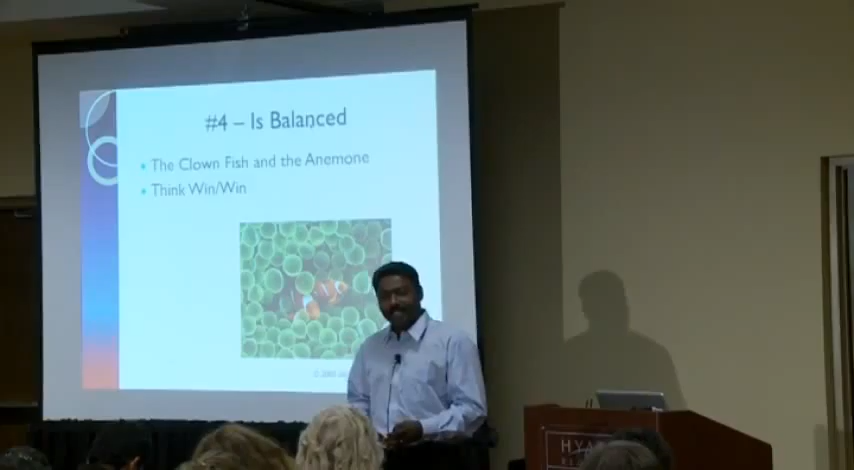 #4 – Is Balanced
• The Clown Fish and the Anemone
• Think Win/Win